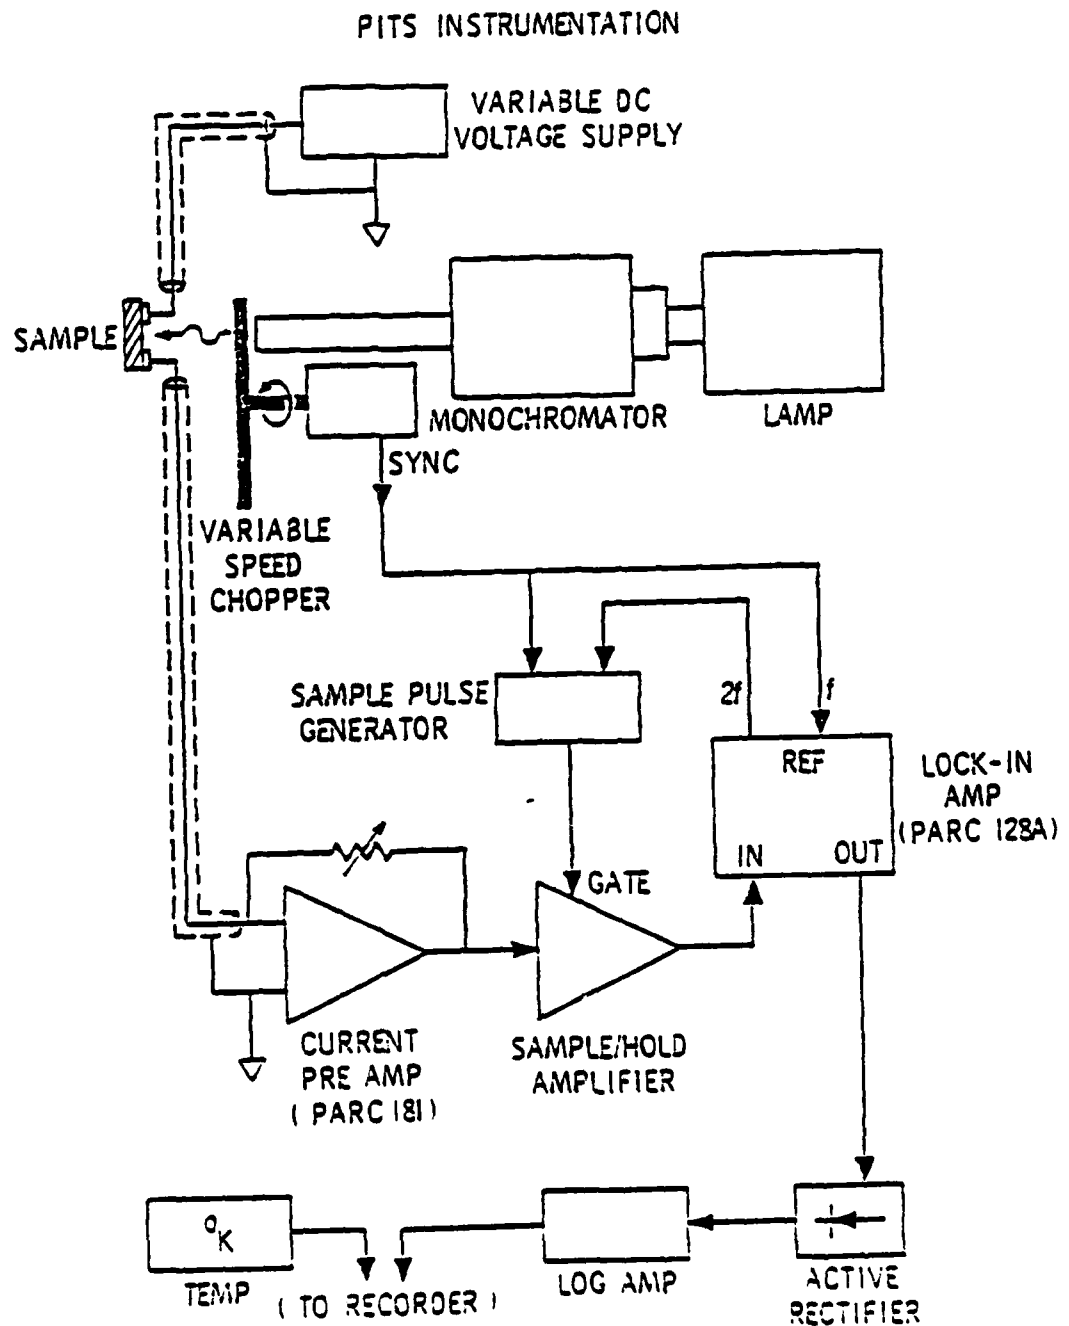 PITS INSTRUMENTATION
VARIABLE DC
VOLTAGE SUPPLY
SAMPLE
MONOCHROMATOR
LAMP
SYNC
VARIABLE
SPEED
CHOPPER
SAMPLE PULSE
GENERATOR
2f
f
REF
LOCK-IN
AMP
(PARC 128A)
IN
OUT
GATE
CURRENT
PRE AMP
(PARC 181)
SAMPLE/HOLD
AMPLIFIER
°K
TEMP
(TO RECORDER)
LOG AMP
ACTIVE
RECTIFIER